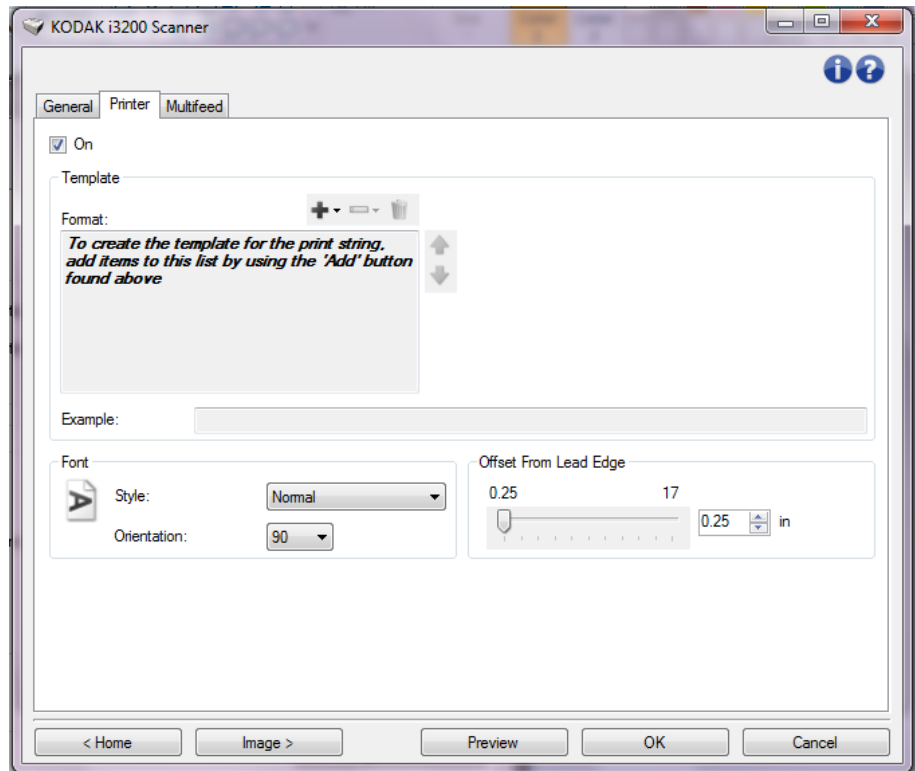 KODAK i3200 Scanner
General Printer Multifeed
On
Template
Format:
To create the template for the print string,
add items to this list by using the 'Add' button
found above
Example:
Font
Style: Normal
Orientation: 90
Offset From Lead Edge
0.25 17
0.25 in
< Home Image > Preview OK Cancel